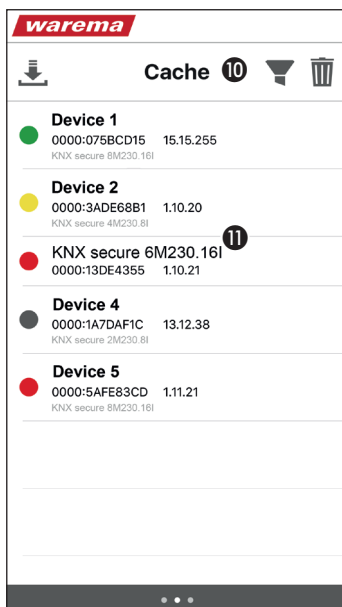 warema
Cache ❿
Device 1
0000:075BCD15 15.15.255
KNX secure 8M230.16I
Device 2
0000:3ADE68B1 1.10.20
KNX secure 4M230.8I
⓫
KNX secure 6M230.16I
0000:13DE4355 1.10.21
Device 4
0000:1A7DAF1C 13.12.38
KNX secure 2M230.8I
Device 5
0000:5AFE83CD 1.11.21
KNX secure 8M230.16I